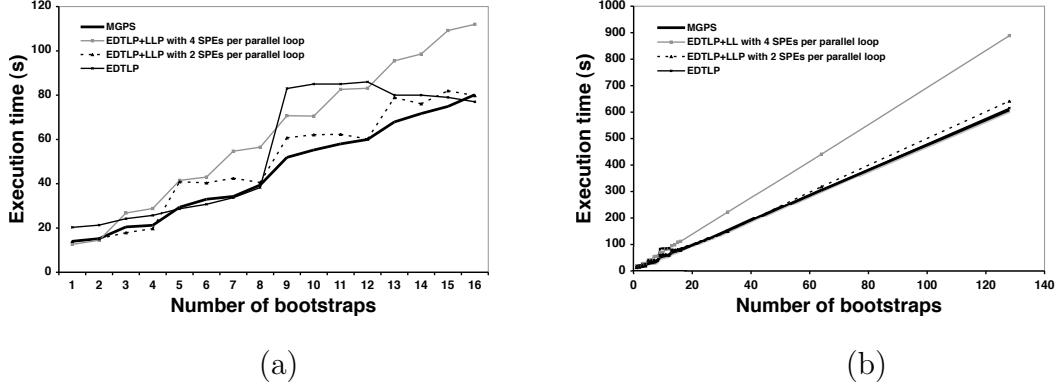 MGPS
EDTLP+LLP with 4 SPEs per parallel loop
EDTLP+LLP with 2 SPEs per parallel loop
EDTLP
Execution time (s)
120
100
80
60
40
20
0
1 2 3 4 5 6 7 8 9 10 11 12 13 14 15 16
Number of bootstraps
(a)
MGPS
EDTLP+LL with 4 SPEs per parallel loop
EDTLP+LLP with 2 SPEs per parallel loop
EDTLP
Execution time (s)
1000
900
800
700
600
500
400
300
200
100
0
0 20 40 60 80 100 120 140
Number of bootstraps
(b)